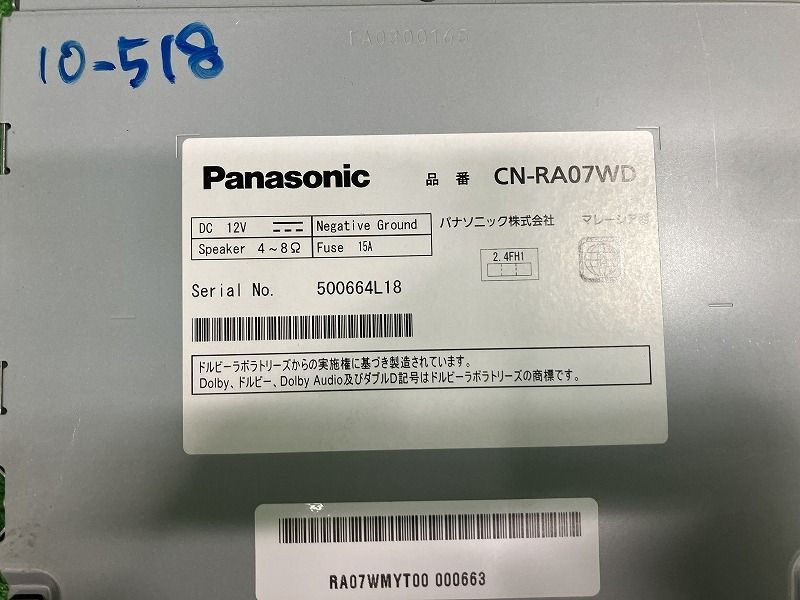 10-518
Panasonic 品番 CN-RA07WD
DC 12V Negative Ground パナソニック株式会社 マレーシア製
Speaker 4～8Ω Fuse 15A
2.4FH1
Serial No. 500664L18
ドルビーラボラトリーズからの実施権に基づき製造されています。
Dolby、ドルビー、Dolby Audio及びダブルD記号はドルビーラボラトリーズの商標です。
RA07WMYT00 000663